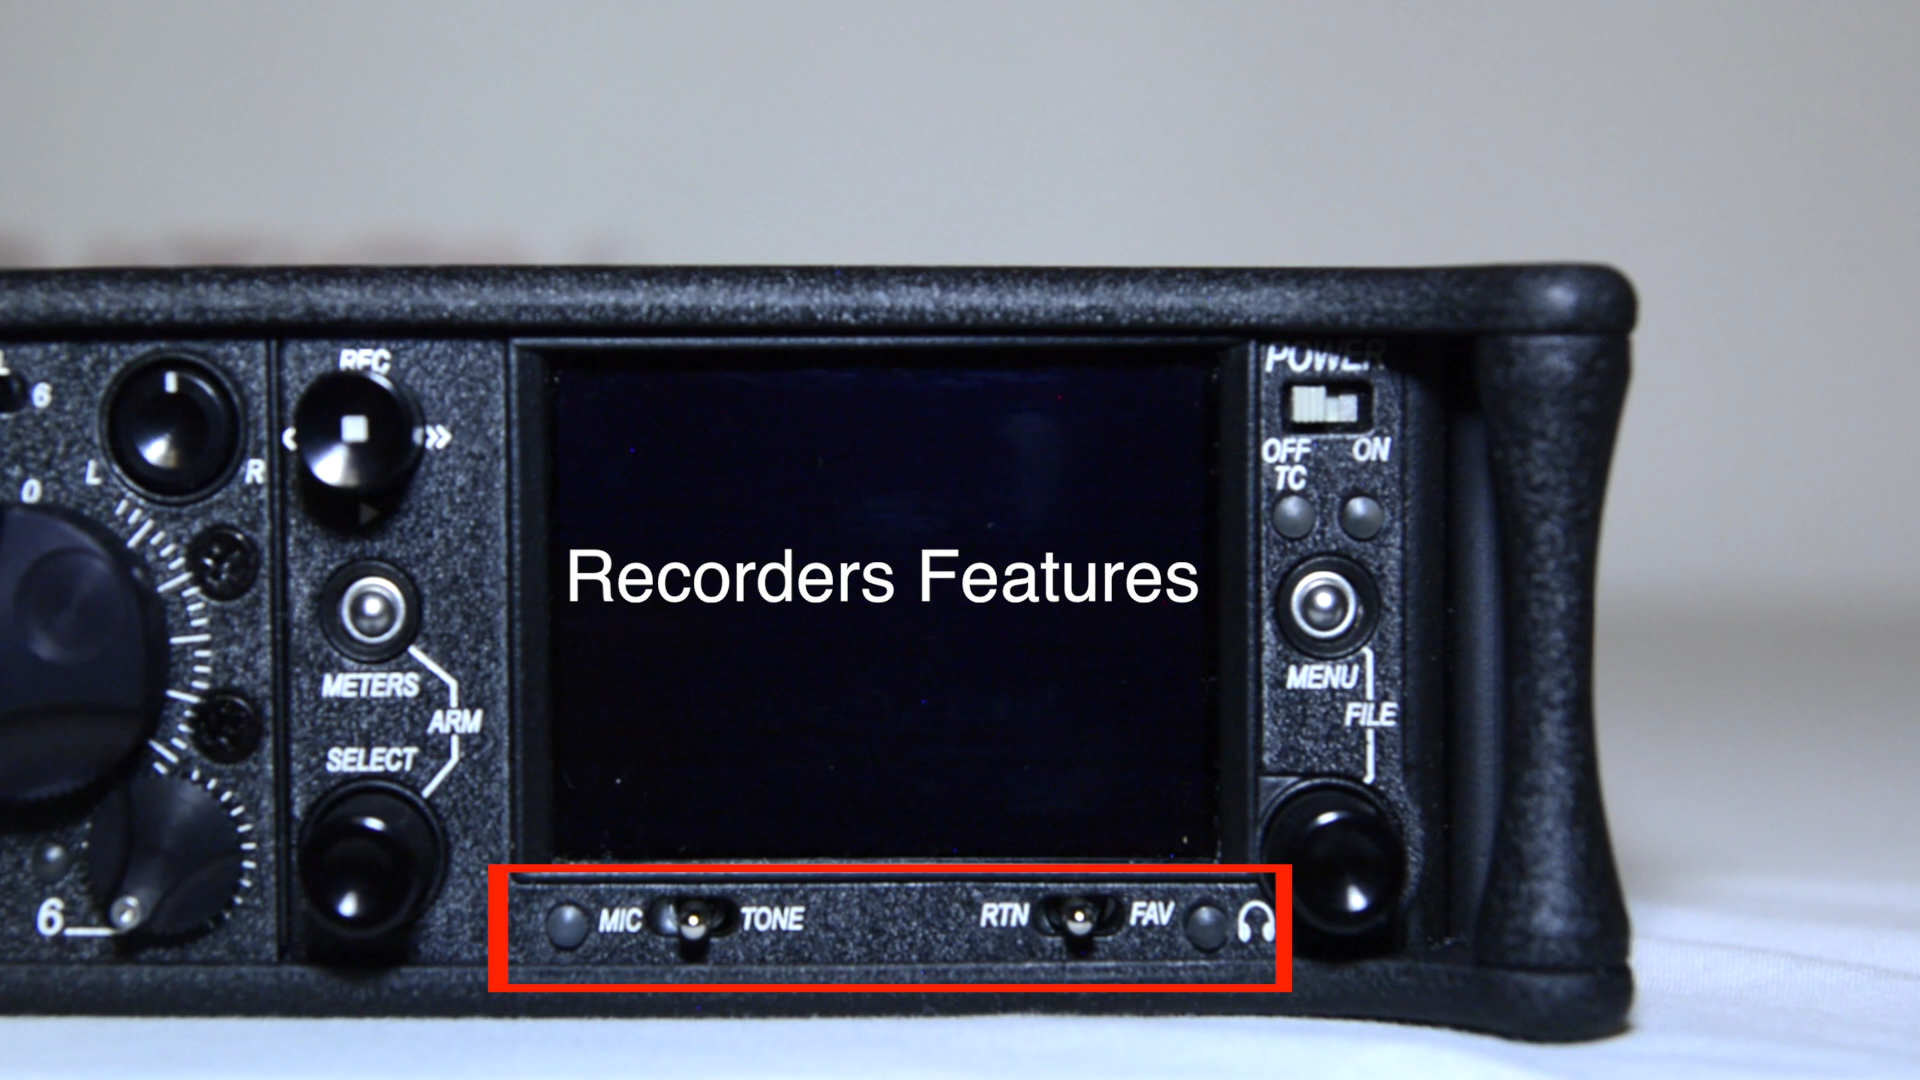 REC
POWER
6
L
R
0
OFF
ON
TC
Recorders Features
METERS
MENU
ARM
FILE
SELECT
6
MIC
TONE
RTN
FAV